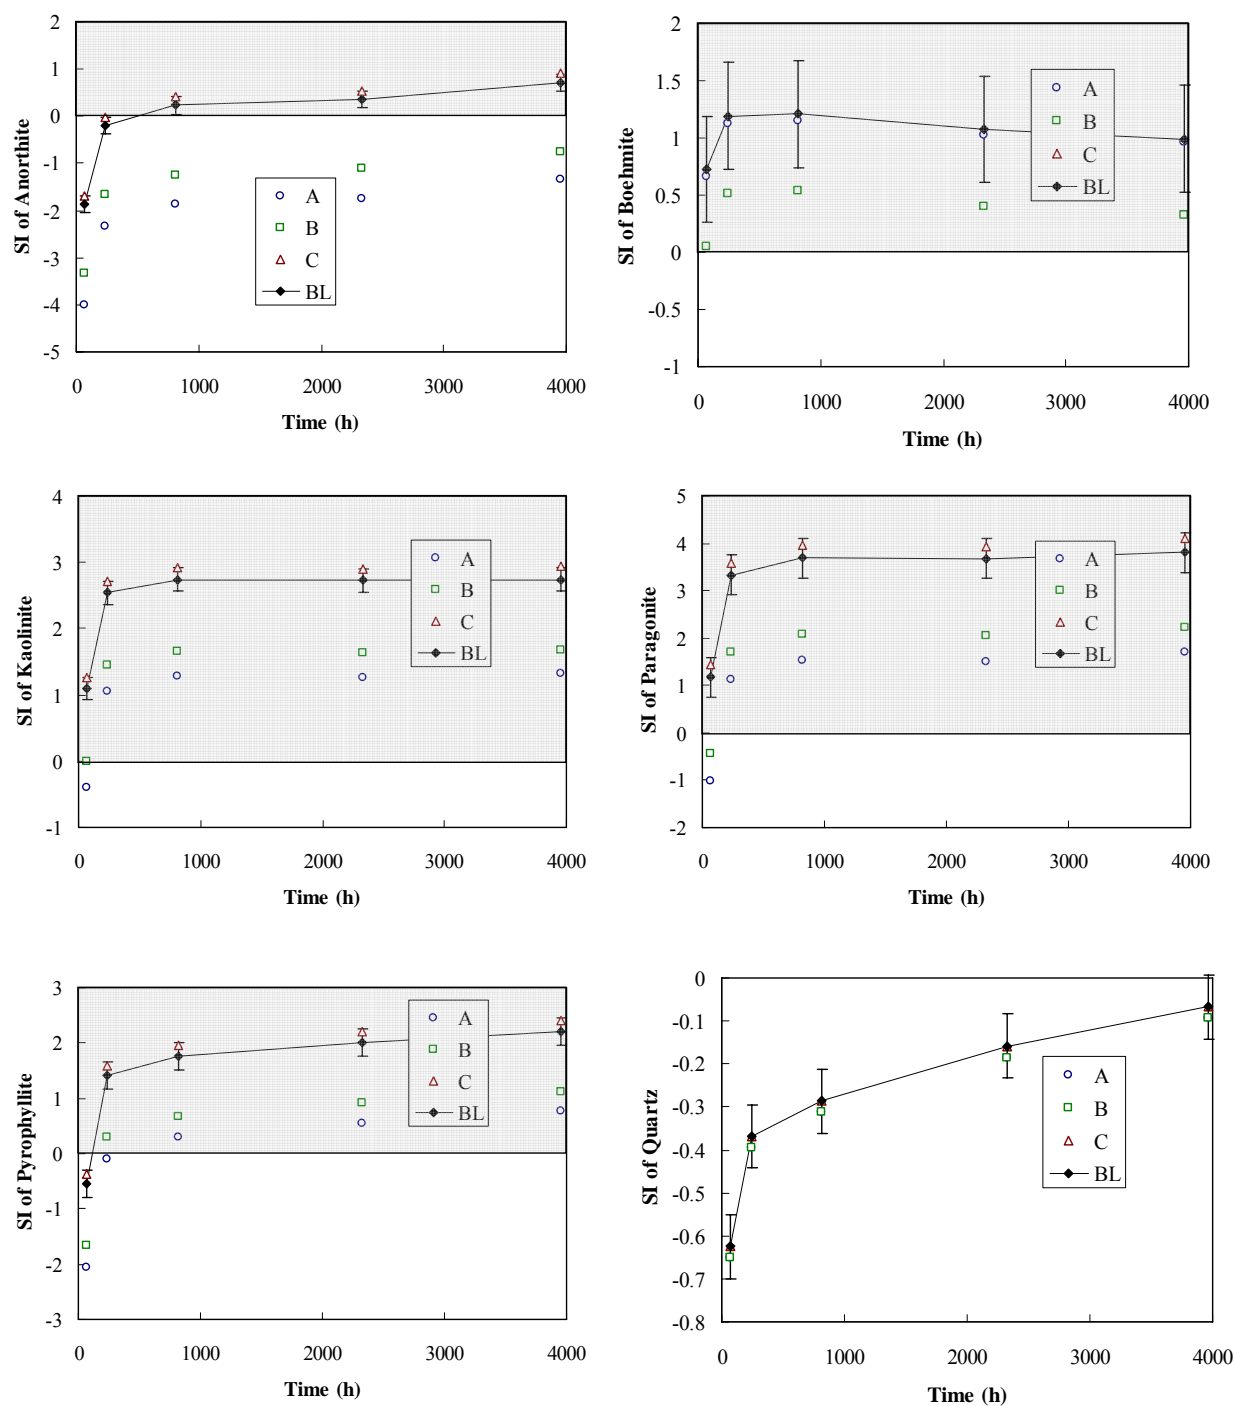 2
1
0
-1
-2
-3
-4
-5
SI of Anorthite
A
B
C
BL
0 1000 2000 3000 4000
Time (h)
2
1.5
1
0.5
0
-0.5
-1
SI of Boehmite
A
B
C
BL
0 1000 2000 3000 4000
Time (h)
4
3
2
1
0
-1
SI of Kaolinite
A
B
C
BL
0 1000 2000 3000 4000
Time (h)
5
4
3
2
1
0
-1
-2
SI of Paragonite
A
B
C
BL
0 1000 2000 3000 4000
Time (h)
3
2
1
0
-1
-2
-3
SI of Pyrophyllite
A
B
C
BL
0 1000 2000 3000 4000
Time (h)
0
-0.1
-0.2
-0.3
-0.4
-0.5
-0.6
-0.7
-0.8
SI of Quartz
A
B
C
BL
0 1000 2000 3000 4000
Time (h)